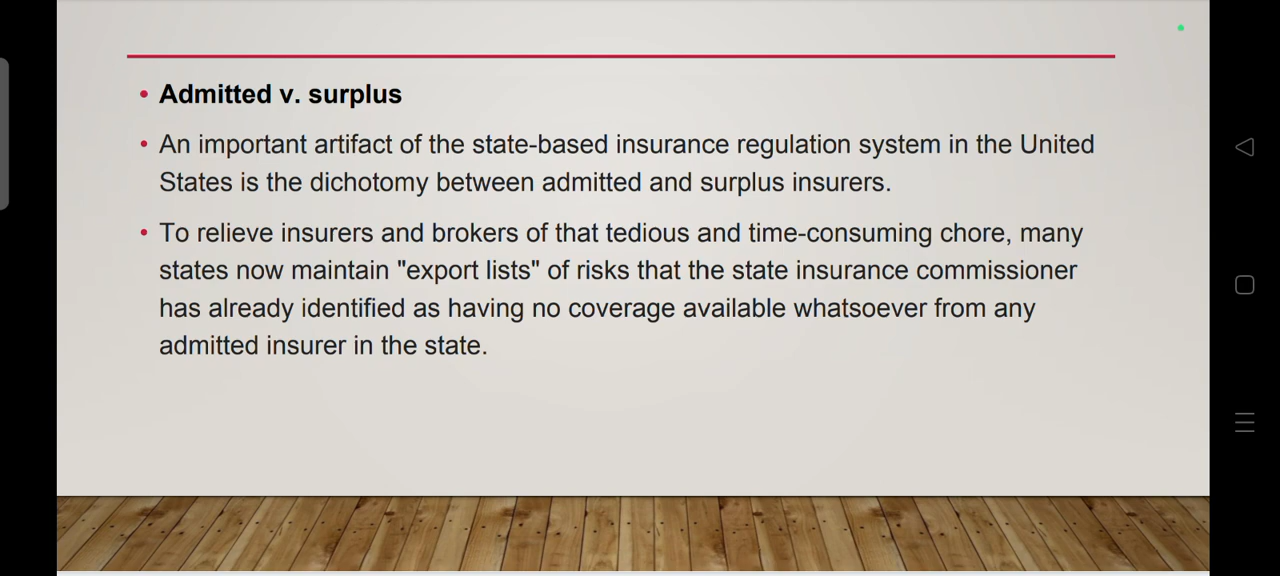 • Admitted v. surplus
• An important artifact of the state-based insurance regulation system in the United
States is the dichotomy between admitted and surplus insurers.
• To relieve insurers and brokers of that tedious and time-consuming chore, many
states now maintain "export lists" of risks that the state insurance commissioner
has already identified as having no coverage available whatsoever from any
admitted insurer in the state.